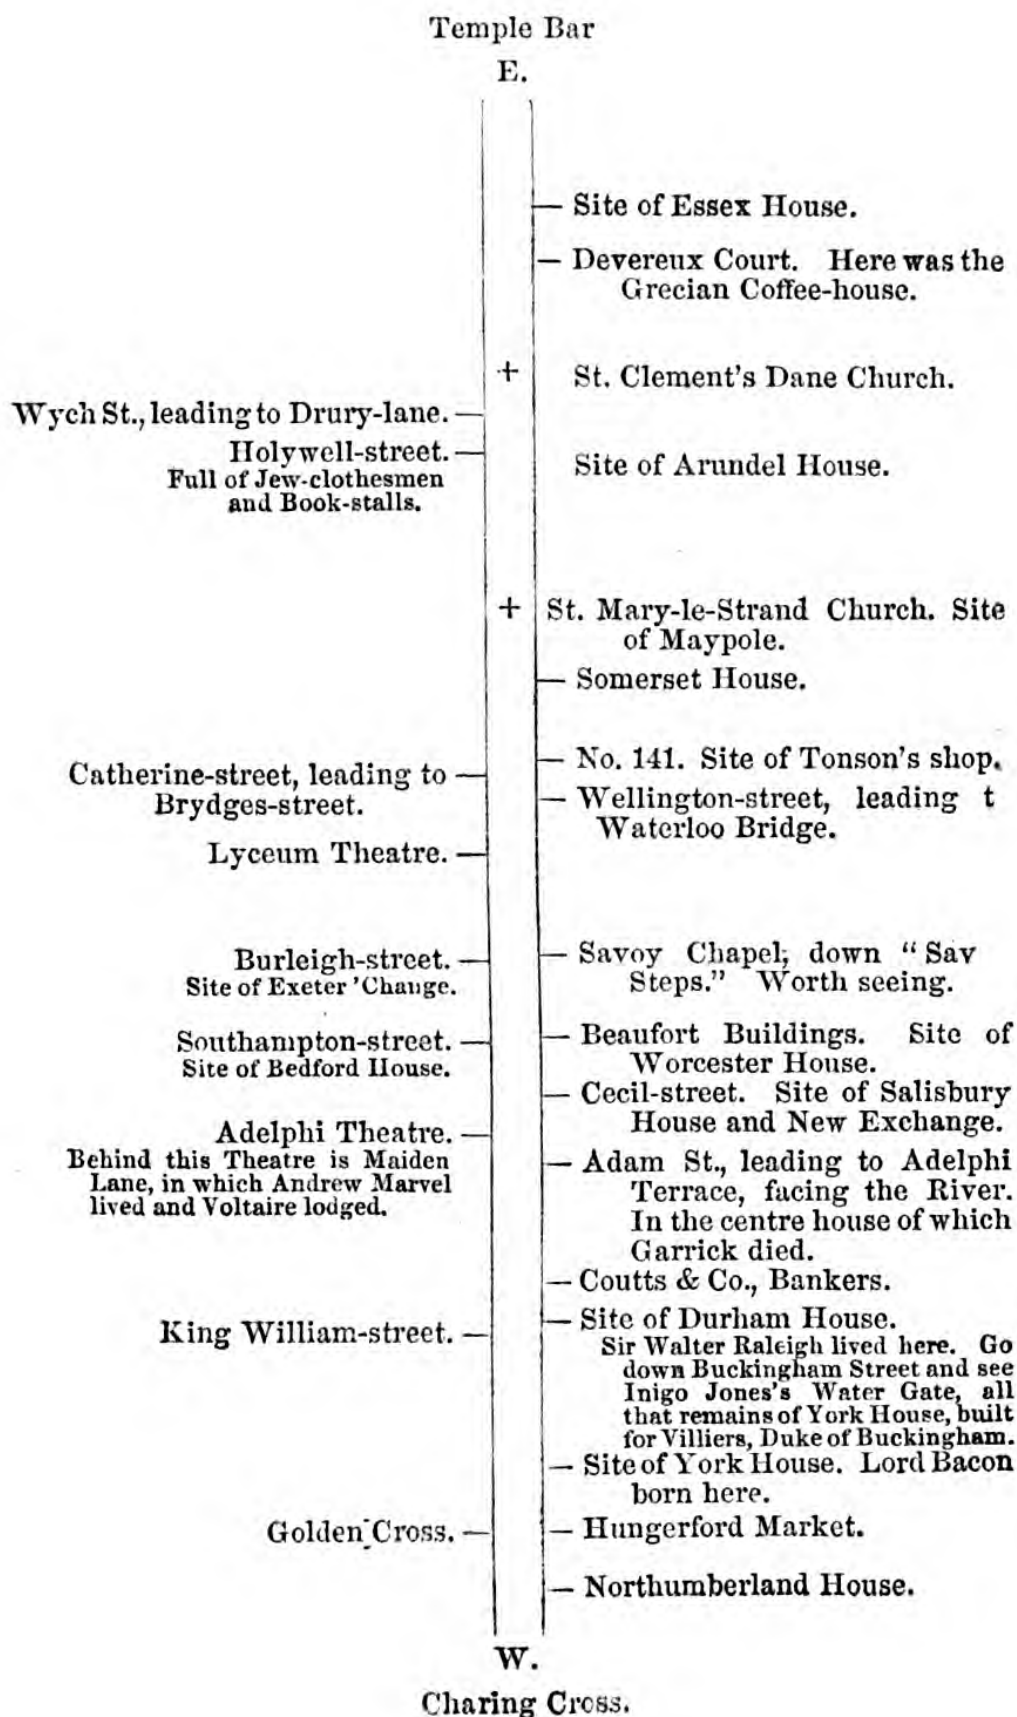 Temple Bar
E.
— Site of Essex House.
— Devereux Court. Here was the
Grecian Coffee-house.
+ St. Clement's Dane Church.
Wych St., leading to Drury-lane. —
Holywell-street. —
Full of Jew-clothesmen
and Book-stalls.
Site of Arundel House.
+ St. Mary-le-Strand Church. Site
of Maypole.
— Somerset House.
— No. 141. Site of Tonson's shop.
Catherine-street, leading to —
Brydges-street.
— Wellington-street, leading t
Waterloo Bridge.
Lyceum Theatre. —
Burleigh-street. —
Site of Exeter 'Change.
— Savoy Chapel, down "Sav
Steps." Worth seeing.
Southampton-street. —
Site of Bedford House.
— Beaufort Buildings. Site of
Worcester House.
— Cecil-street. Site of Salisbury
House and New Exchange.
Adelphi Theatre. —
Behind this Theatre is Maiden
Lane, in which Andrew Marvel
lived and Voltaire lodged.
— Adam St., leading to Adelphi
Terrace, facing the River.
In the centre house of which
Garrick died.
— Coutts & Co., Bankers.
King William-street. —
— Site of Durham House.
Sir Walter Raleigh lived here. Go
down Buckingham Street and see
Inigo Jones's Water Gate, all
that remains of York House, built
for Villiers, Duke of Buckingham.
— Site of York House. Lord Bacon
born here.
Golden Cross. —
— Hungerford Market.
— Northumberland House.
W.
Charing Cross.